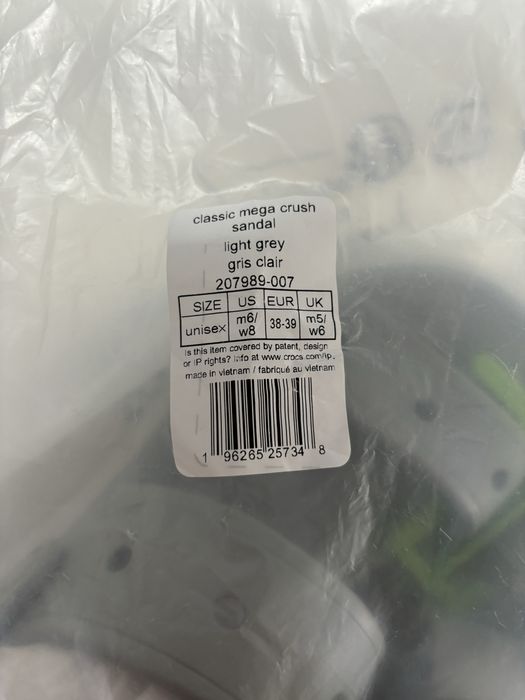 classic mega crush
sandal
light grey
gris clair
207989-007
SIZE US EUR UK
unisex m6/ w8 38-39 m5/ w6
Is this item covered by patent, design
or IP rights? Info at www.crocs.com/ip.
made in vietnam / fabriqué au vietnam
1 96265 25734 8